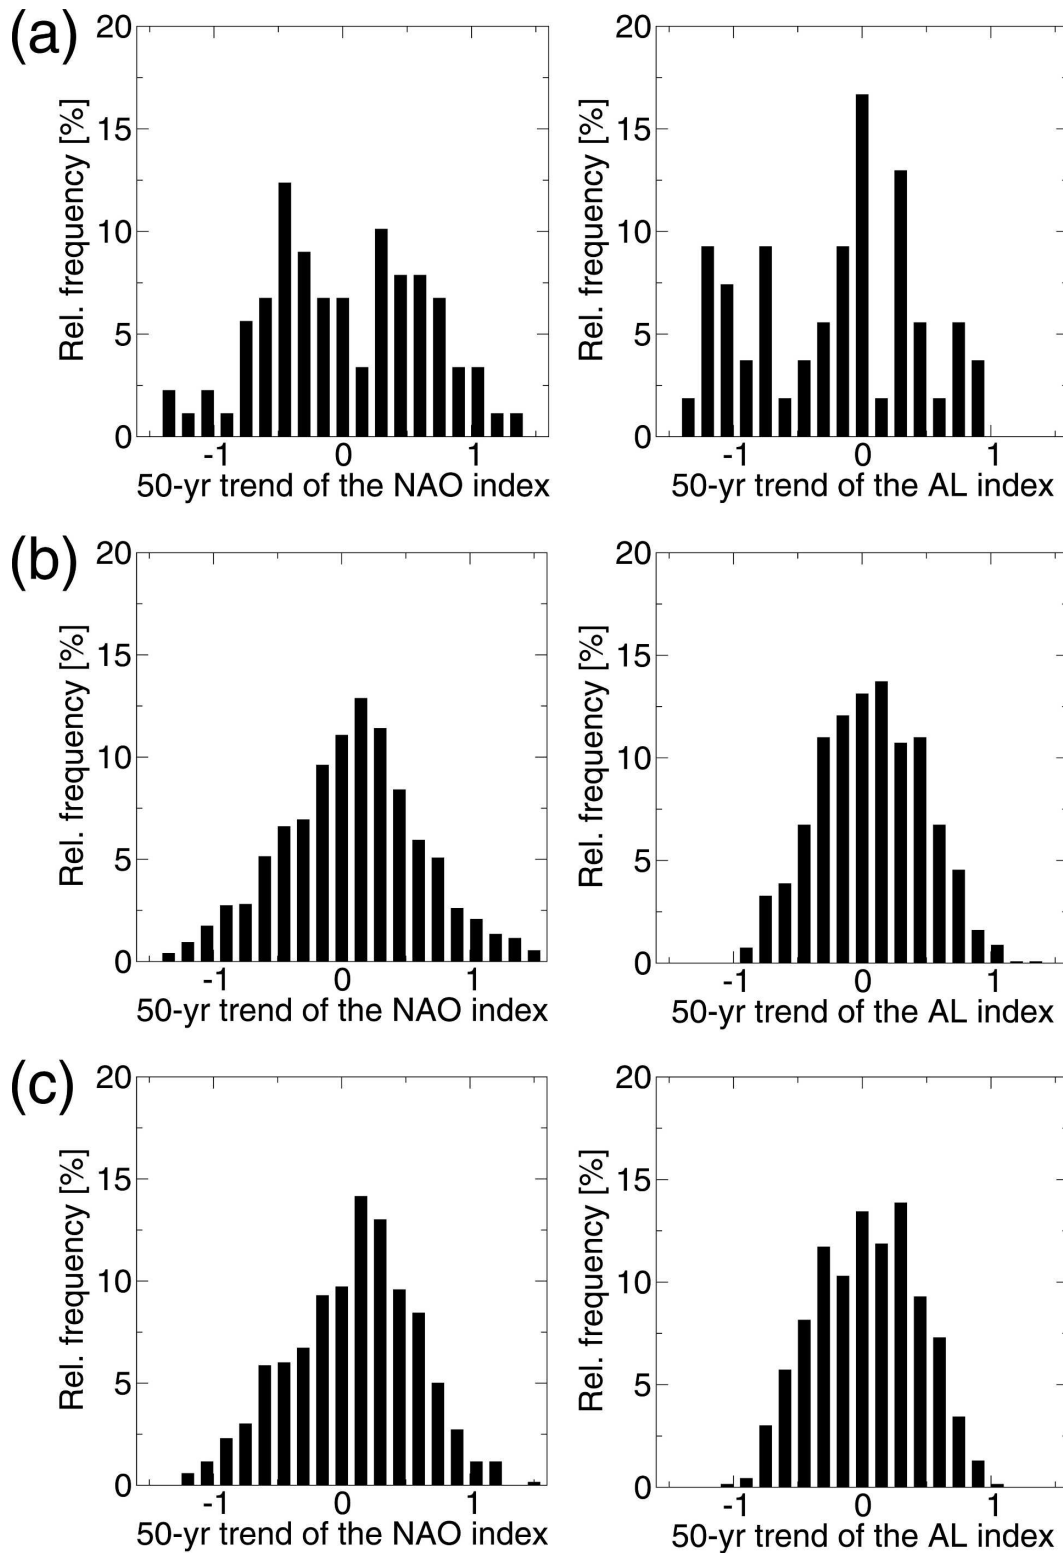 (a)
20
15
10
5
0
Rel. frequency [%]
-1 0 1
50-yr trend of the NAO index
20
15
10
5
0
Rel. frequency [%]
-1 0 1
50-yr trend of the AL index
(b)
20
15
10
5
0
Rel. frequency [%]
-1 0 1
50-yr trend of the NAO index
20
15
10
5
0
Rel. frequency [%]
-1 0 1
50-yr trend of the AL index
(c)
20
15
10
5
0
Rel. frequency [%]
-1 0 1
50-yr trend of the NAO index
20
15
10
5
0
Rel. frequency [%]
-1 0 1
50-yr trend of the AL index